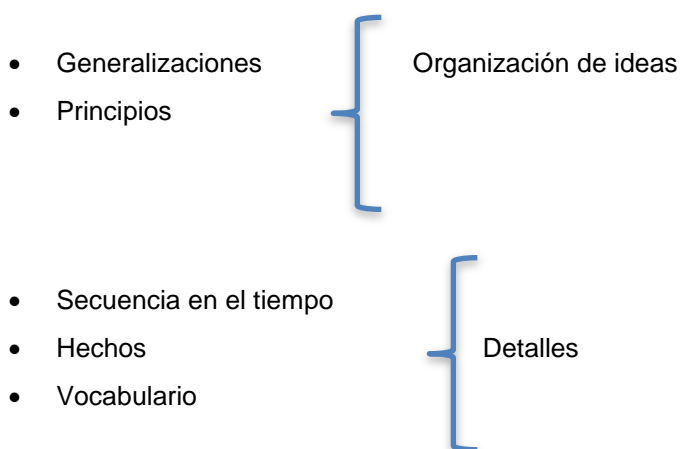 • Generalizaciones Organización de ideas
• Principios
• Secuencia en el tiempo
• Hechos Detalles
• Vocabulario